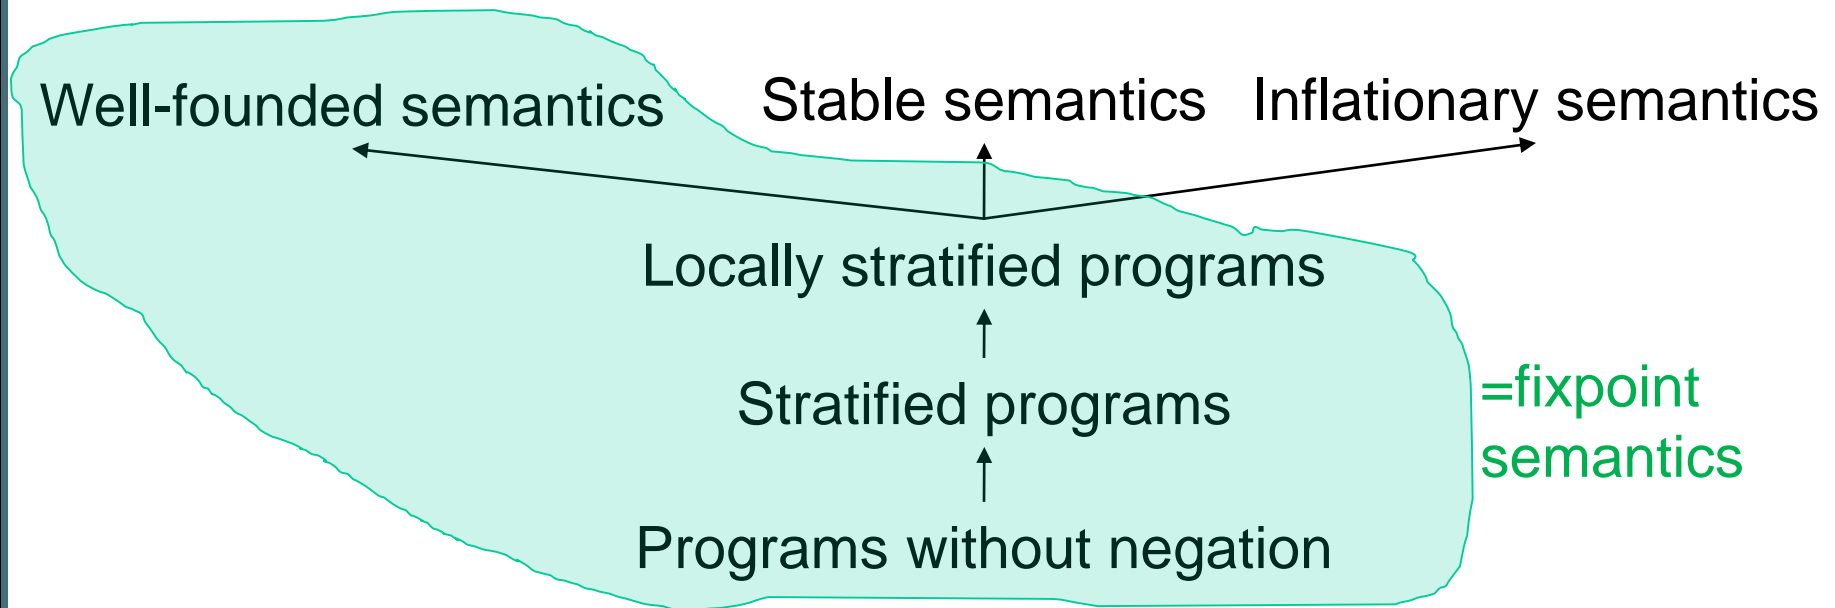 Well-founded semantics
Stable semantics
Inflationary semantics
Locally stratified programs
Stratified programs
=fixpoint
semantics
Programs without negation